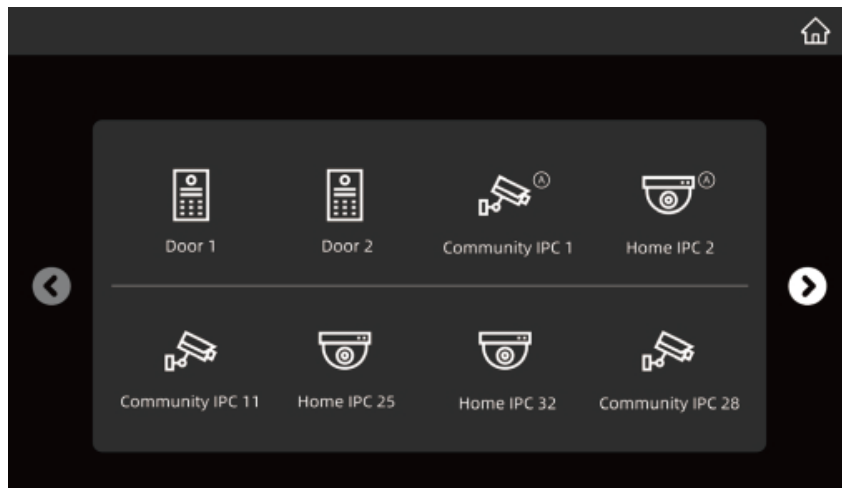 Door 1
Door 2
A
Community IPC 1
A
Home IPC 2
Community IPC 11
Home IPC 25
Home IPC 32
Community IPC 28